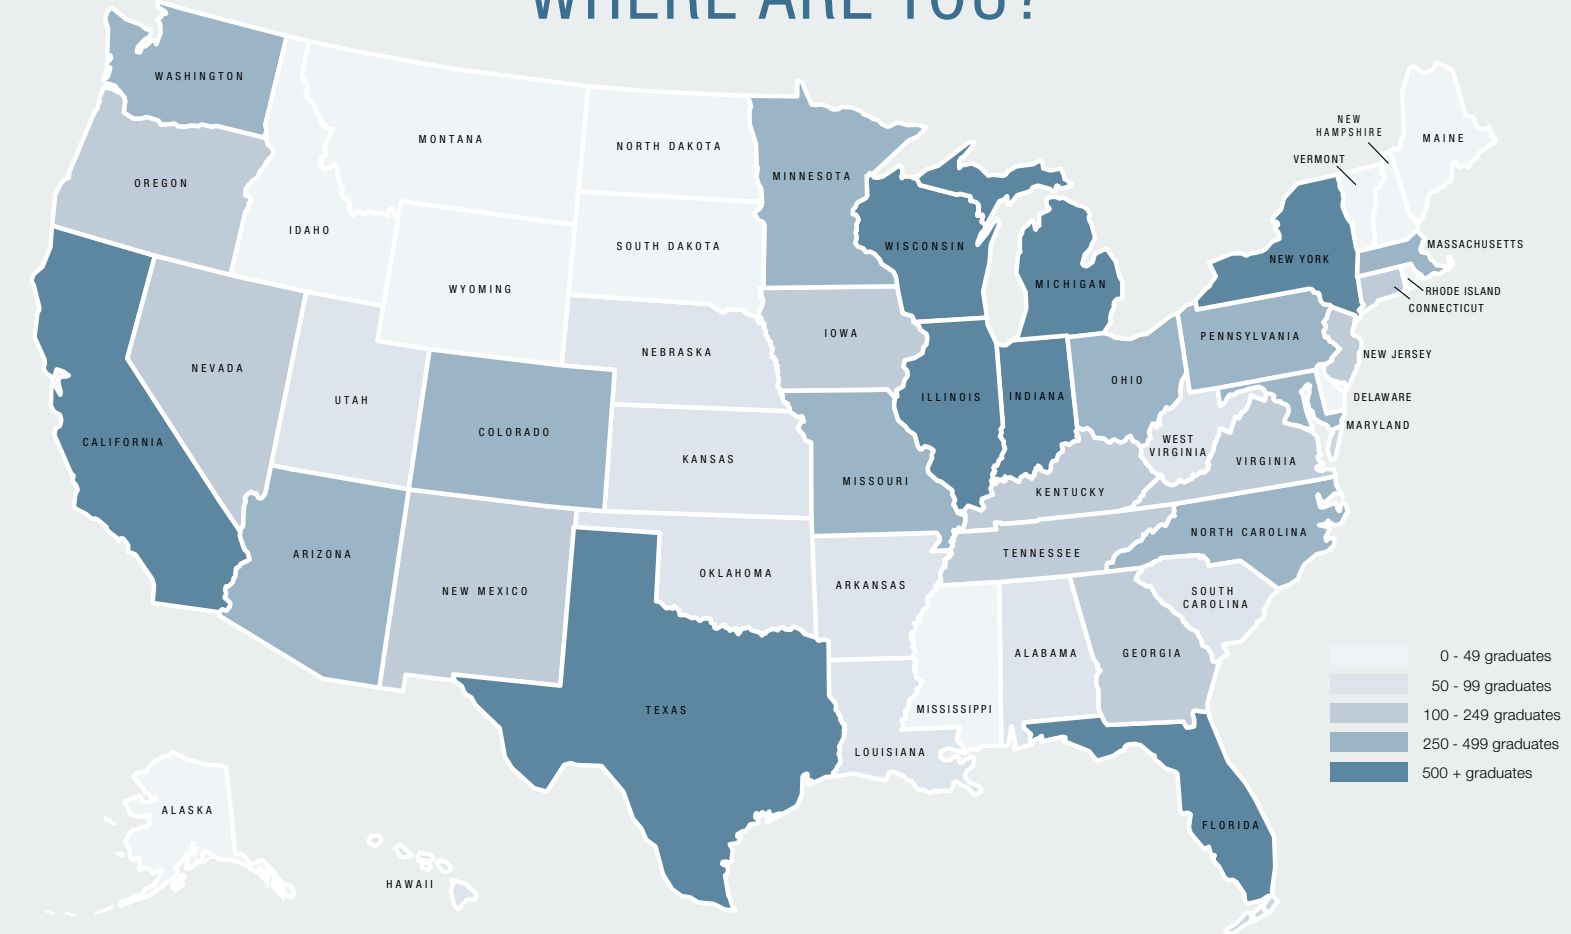 WHERE ARE YOU?
WASHINGTON
MONTANA
NORTH DAKOTA
MINNESOTA
NEW
HAMPSHIRE
MAINE
VERMONT
OREGON
IDAHO
SOUTH DAKOTA
WISCONSIN
MICHIGAN
NEW YORK
MASSACHUSETTS
WYOMING
RHODE ISLAND
CONNECTICUT
IOWA
PENNSYLVANIA
NEBRASKA
NEW JERSEY
NEVADA
UTAH
OHIO
ILLINOIS
INDIANA
DELAWARE
MARYLAND
CALIFORNIA
COLORADO
KANSAS
MISSOURI
WEST
VIRGINIA
VIRGINIA
KENTUCKY
ARIZONA
NEW MEXICO
OKLAHOMA
ARKANSAS
TENNESSEE
NORTH CAROLINA
SOUTH
CAROLINA
TEXAS
LOUISIANA
MISSISSIPPI
ALABAMA
GEORGIA
FLORIDA
ALASKA
HAWAII
0 - 49 graduates
50 - 99 graduates
100 - 249 graduates
250 - 499 graduates
500 + graduates